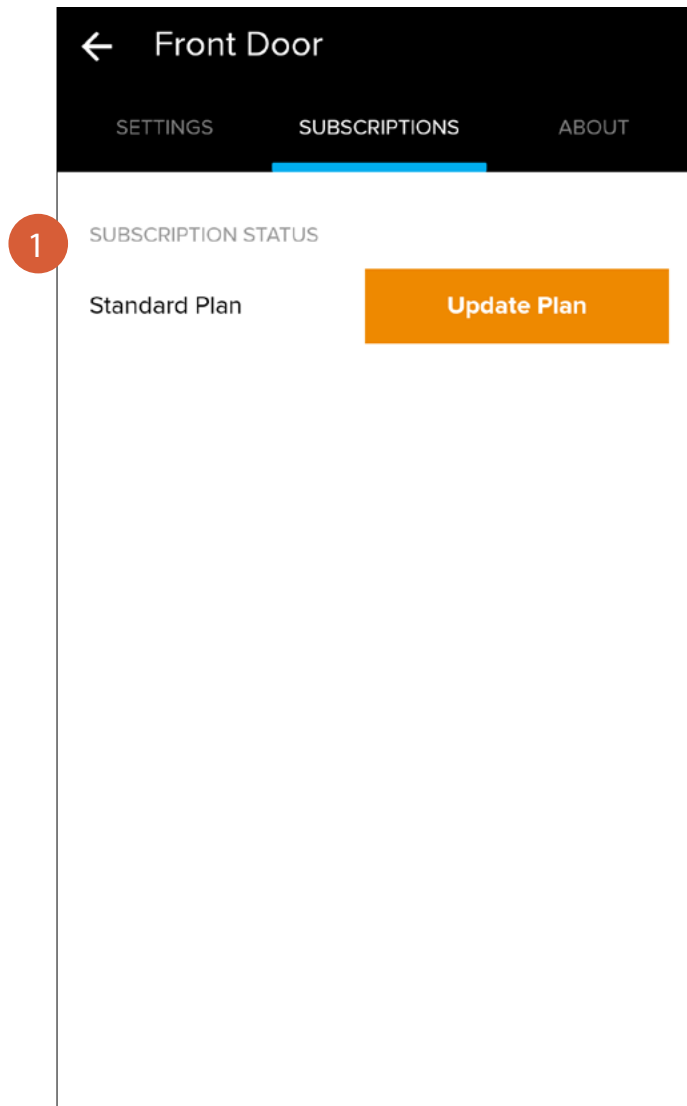 Front Door
SETTINGS SUBSCRIPTIONS ABOUT
1 SUBSCRIPTION STATUS
Standard Plan Update Plan